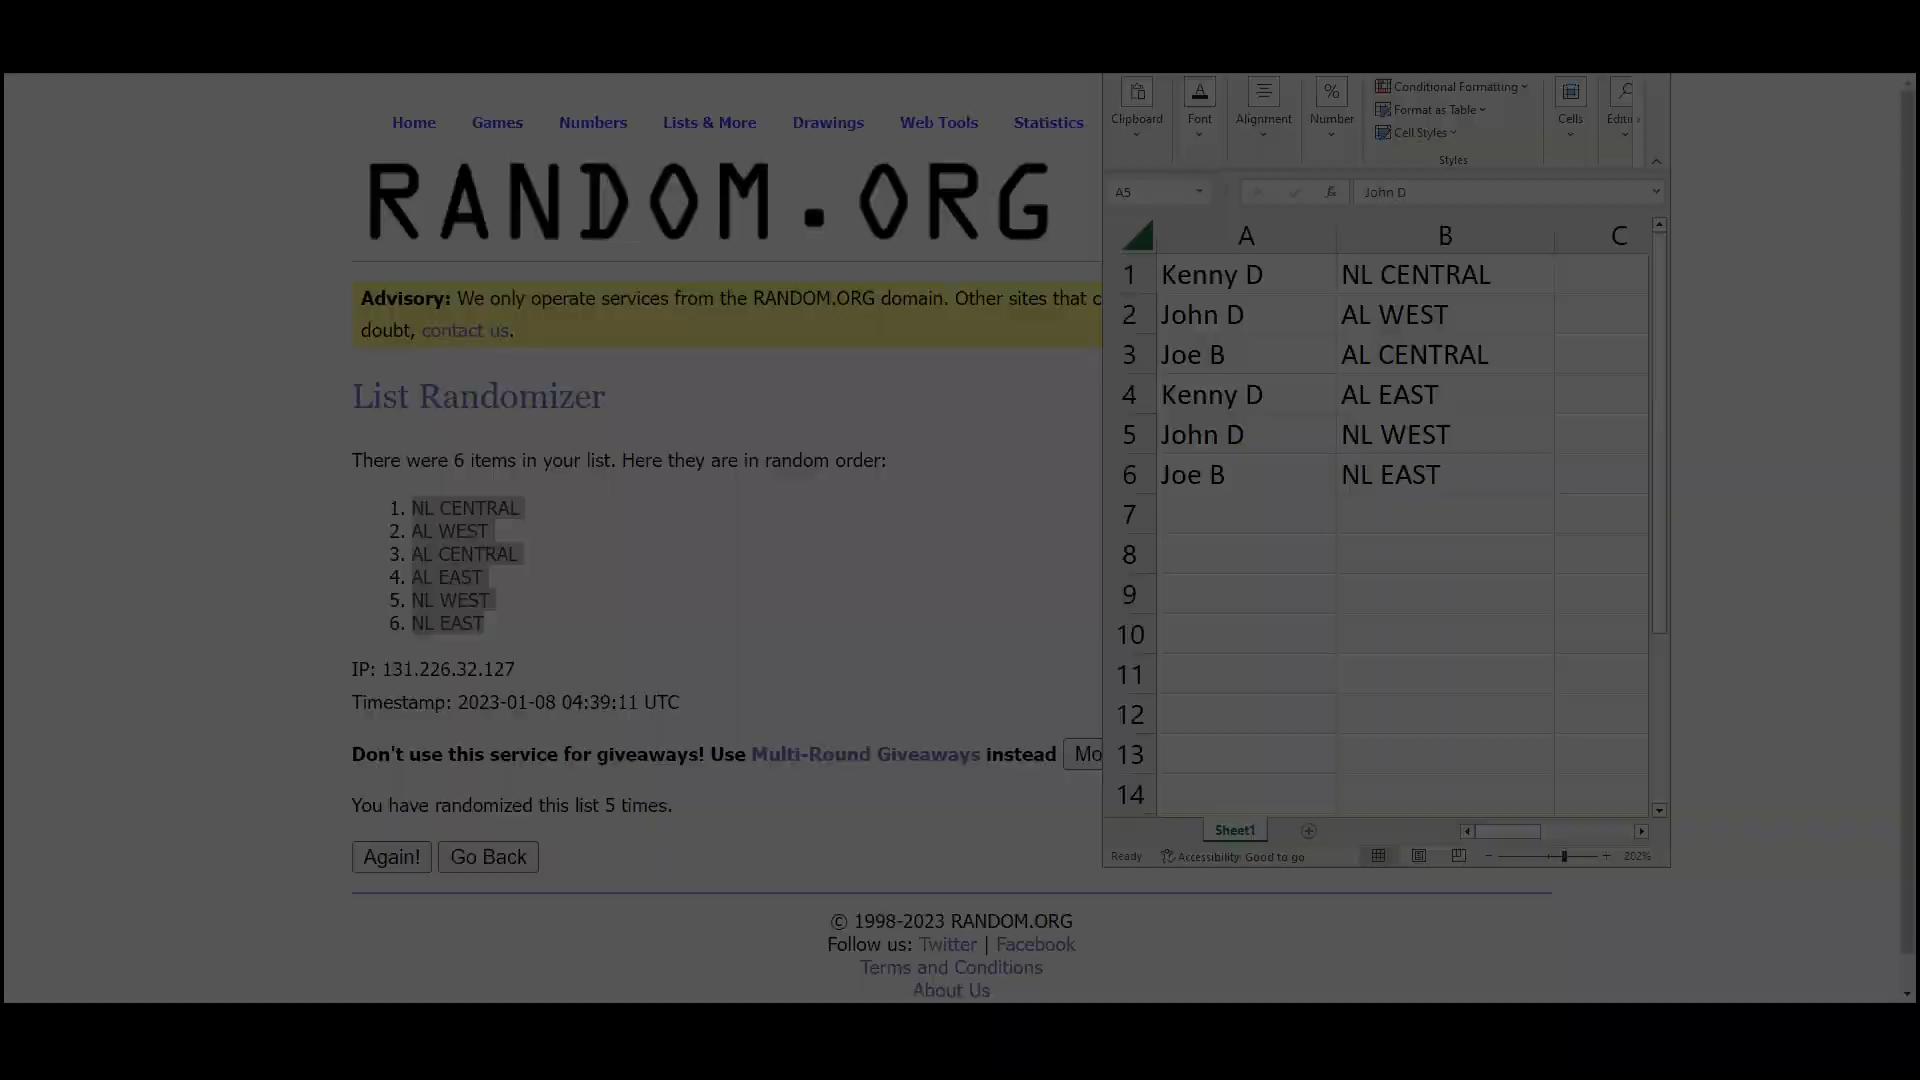 Home Games Numbers Lists & More Drawings Web Tools Statistics
RANDOM.ORG
Advisory: We only operate services from the RANDOM.ORG domain. Other sites that c
doubt, contact us.
List Randomizer
There were 6 items in your list. Here they are in random order:
1. NL CENTRAL
2. AL WEST
3. AL CENTRAL
4. AL EAST
5. NL WEST
6. NL EAST
IP: 131.226.32.127
Timestamp: 2023-01-08 04:39:11 UTC
Don't use this service for giveaways! Use Multi-Round Giveaways instead Mo
You have randomized this list 5 times.
Again! Go Back
© 1998-2023 RANDOM.ORG
Follow us: Twitter | Facebook
Terms and Conditions
About Us
Clipboard Font Alignment Number
Conditional Formatting
Format as Table
Cell Styles
Styles
Cells
A5 fx John D
A B C
1 Kenny D NL CENTRAL
2 John D AL WEST
3 Joe B AL CENTRAL
4 Kenny D AL EAST
5 John D NL WEST
6 Joe B NL EAST
7
8
9
10
11
12
13
14
Sheet1
Ready Accessibility: Good to go 202%